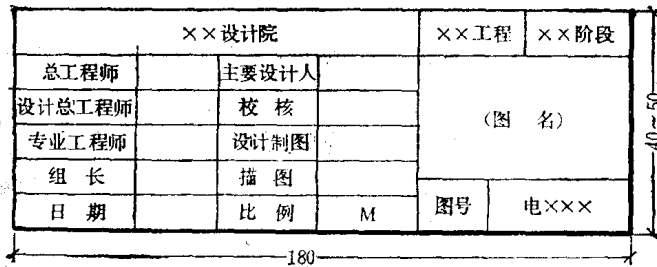 ××设计院 ××工程 ××阶段
总工程师 主要设计人
设计总工程师 校 核
专业工程师 设计制图
(图 名)
组 长 描 图
日 期 比 例 M
图号 电×××
180
40~50